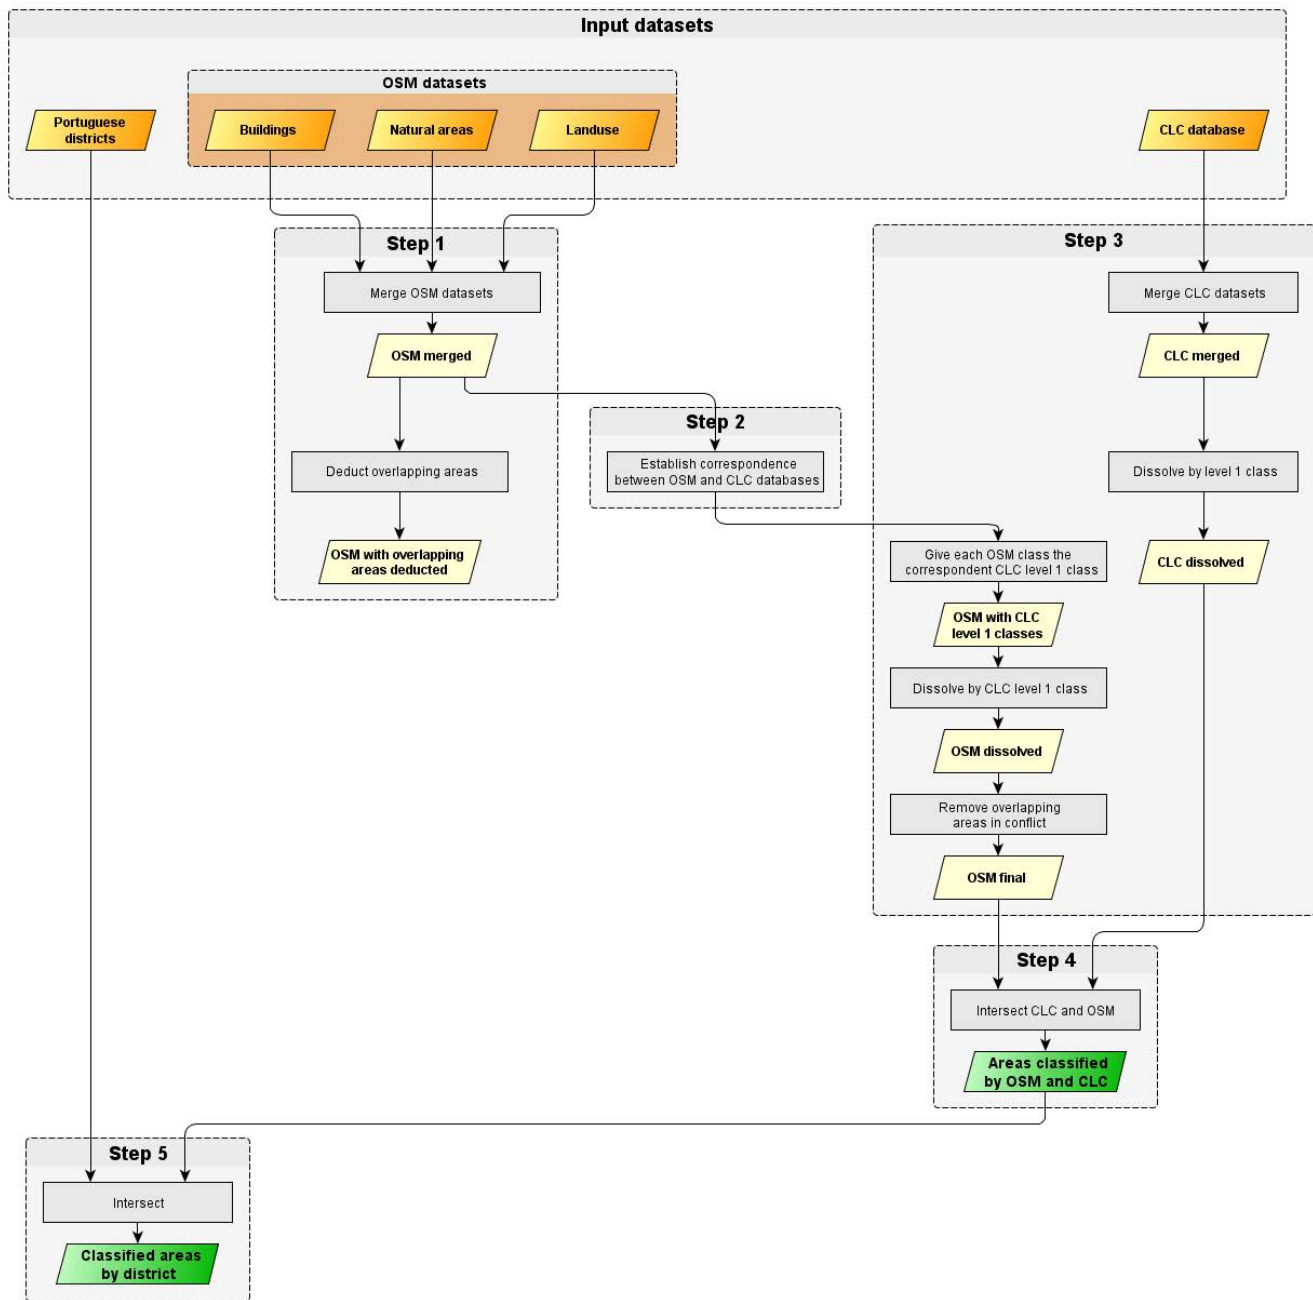 Input datasets
OSM datasets
Portuguese
districts
Buildings
Natural areas
Landuse
CLC database
Step 1
Merge OSM datasets
OSM merged
Deduct overlapping areas
OSM with overlapping
areas deducted
Step 2
Establish correspondence
between OSM and CLC databases
Step 3
Merge CLC datasets
CLC merged
Dissolve by level 1 class
CLC dissolved
Give each OSM class the
correspondent CLC level 1 class
OSM with CLC
level 1 classes
Dissolve by CLC level 1 class
OSM dissolved
Remove overlapping
areas in conflict
OSM final
Step 4
Intersect CLC and OSM
Areas classified
by OSM and CLC
Step 5
Intersect
Classified areas
by district